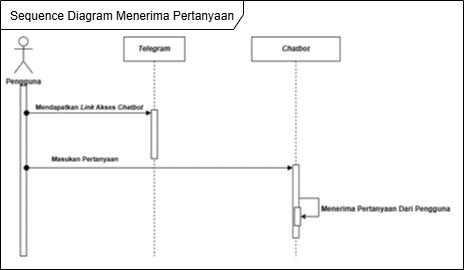 Sequence Diagram Menerima Pertanyaan
Telegram
Chatbot
Pengguna
Mendapatkan Link Akses Chatbot
Masukan Pertanyaan
Menerima Pertanyaan Dari Pengguna